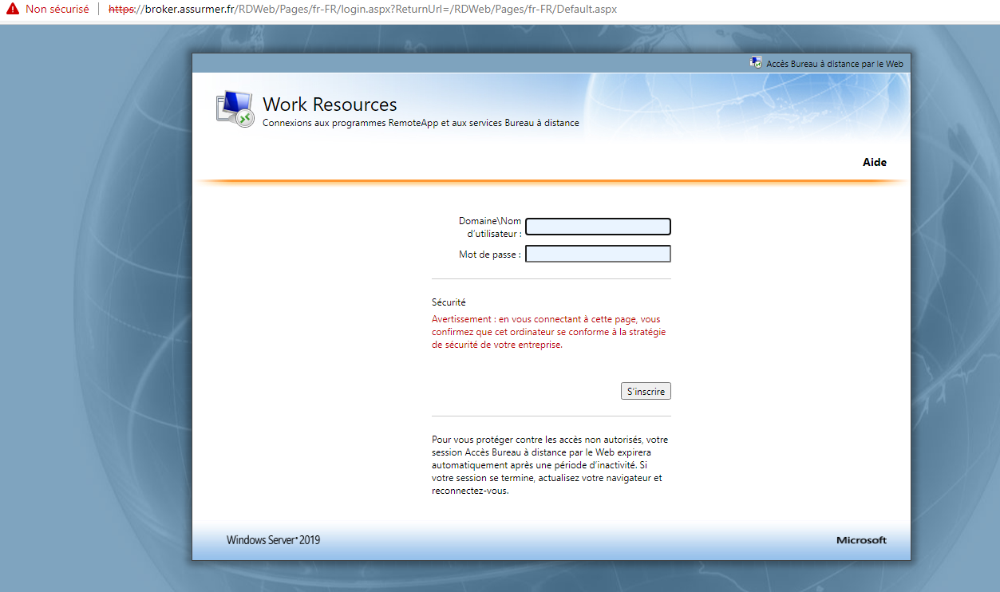 Non sécurisé | https://broker.assurmer.fr/RDWeb/Pages/fr-FR/login.aspx?ReturnUrl=/RDWeb/Pages/fr-FR/Default.aspx
Accès Bureau à distance par le Web
Work Resources
Connexions aux programmes RemoteApp et aux services Bureau à distance
Aide
Domaine\Nom
d'utilisateur :
Mot de passe :
Sécurité
Avertissement : en vous connectant à cette page, vous
confirmez que cet ordinateur se conforme à la stratégie
de sécurité de votre entreprise.
S'inscrire
Pour vous protéger contre les accès non autorisés, votre
session Accès Bureau à distance par le Web expirera
automatiquement après une période d'inactivité. Si
votre session se termine, actualisez votre navigateur et
reconnectez-vous.
Windows Server 2019
Microsoft